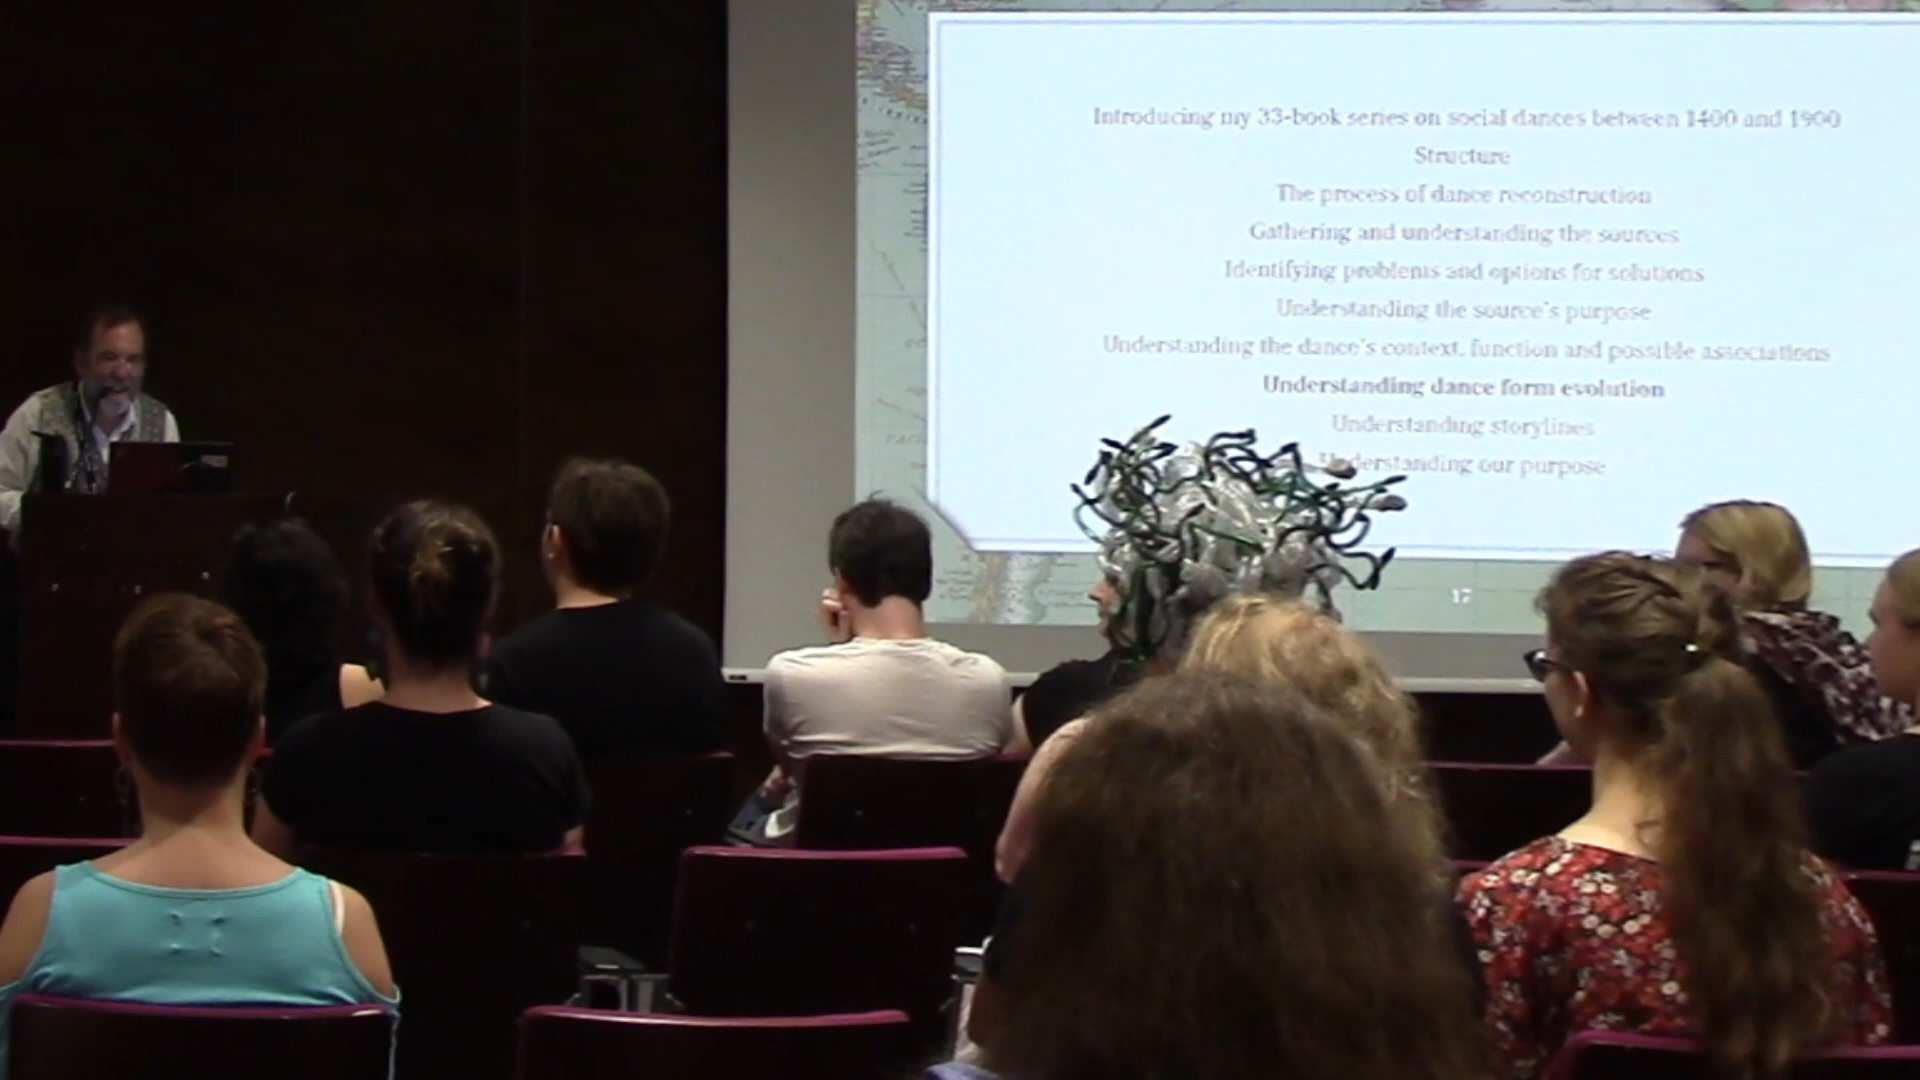 Introducing my 33-book series on social dances between 1400 and 1900
Structure
The process of dance reconstruction
Gathering and understanding the sources
Identifying problems and options for solutions
Understanding the source's purpose
Understanding the dance's context, function and possible associations
Understanding dance form evolution
Understanding storylines
Understanding our purpose
17